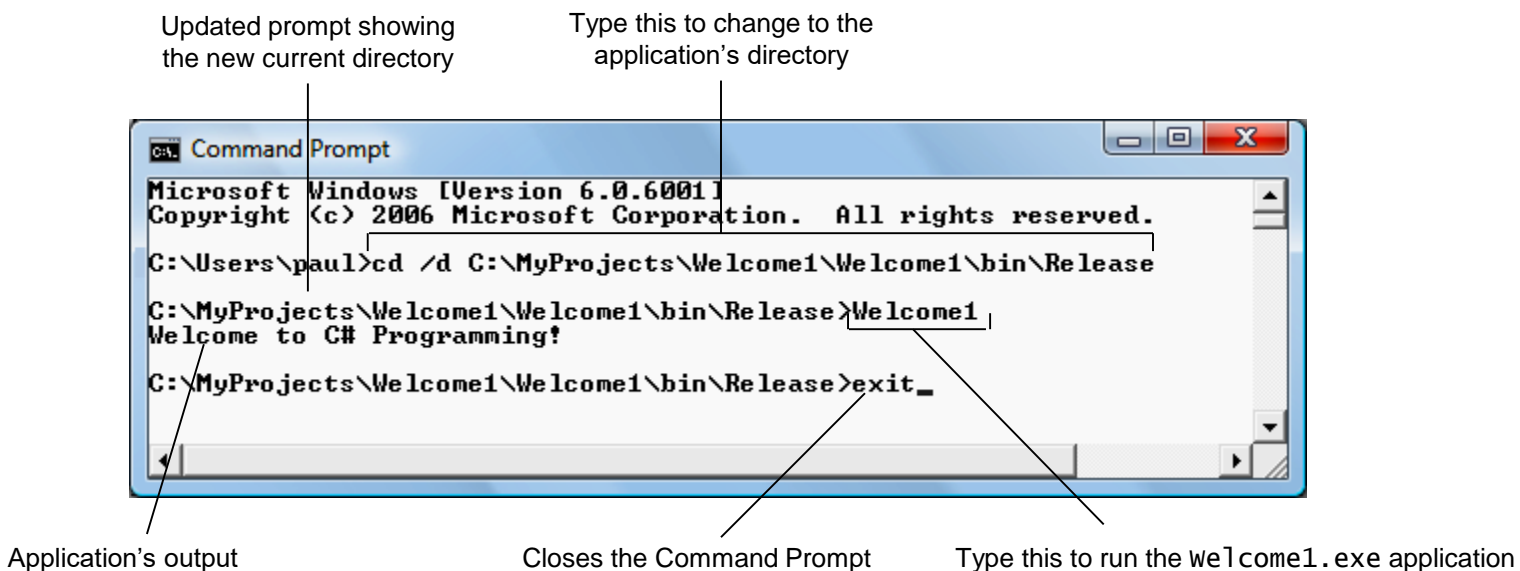 Updated prompt showing
the new current directory
Type this to change to the
application’s directory
Command Prompt
Microsoft Windows [Version 6.0.6001]
Copyright (c) 2006 Microsoft Corporation.  All rights reserved.
C:\Users\paul>cd /d C:\MyProjects\Welcome1\Welcome1\bin\Release
C:\MyProjects\Welcome1\Welcome1\bin\Release>Welcome1
Welcome to C# Programming!
C:\MyProjects\Welcome1\Welcome1\bin\Release>exit_
Application’s output
Closes the Command Prompt
Type this to run the Welcome1.exe application